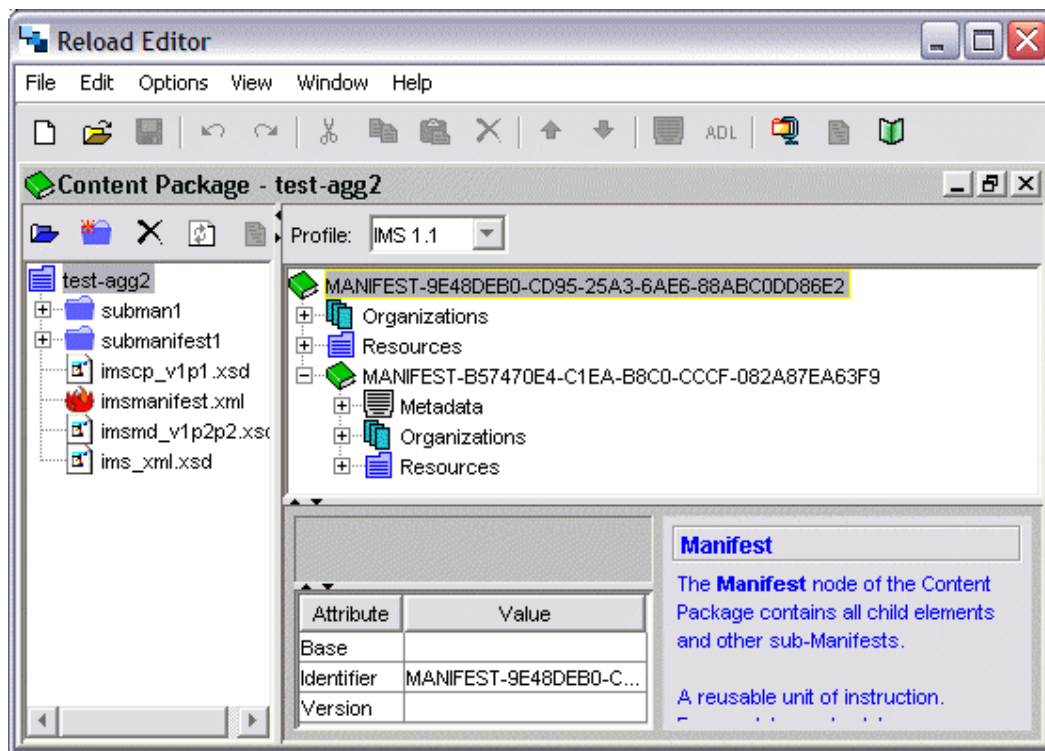 Reload Editor
File Edit Options View Window Help
ADL
Content Package - test-agg2
Profile: IMS 1.1
test-agg2
subman1
submanifest1
imscp_v1p1.xsd
imsmanifest.xml
imsmd_v1p2p2.xsd
ims_xml.xsd
MANIFEST-9E48DEB0-CD95-25A3-6AE6-88ABC0DD86E2
Organizations
Resources
MANIFEST-B57470E4-C1EA-B8C0-CCCF-082A87EA63F9
Metadata
Organizations
Resources
Attribute Value
Base
Identifier MANIFEST-9E48DEB0-C...
Version
Manifest
The Manifest node of the Content
Package contains all child elements
and other sub-Manifests.
A reusable unit of instruction.